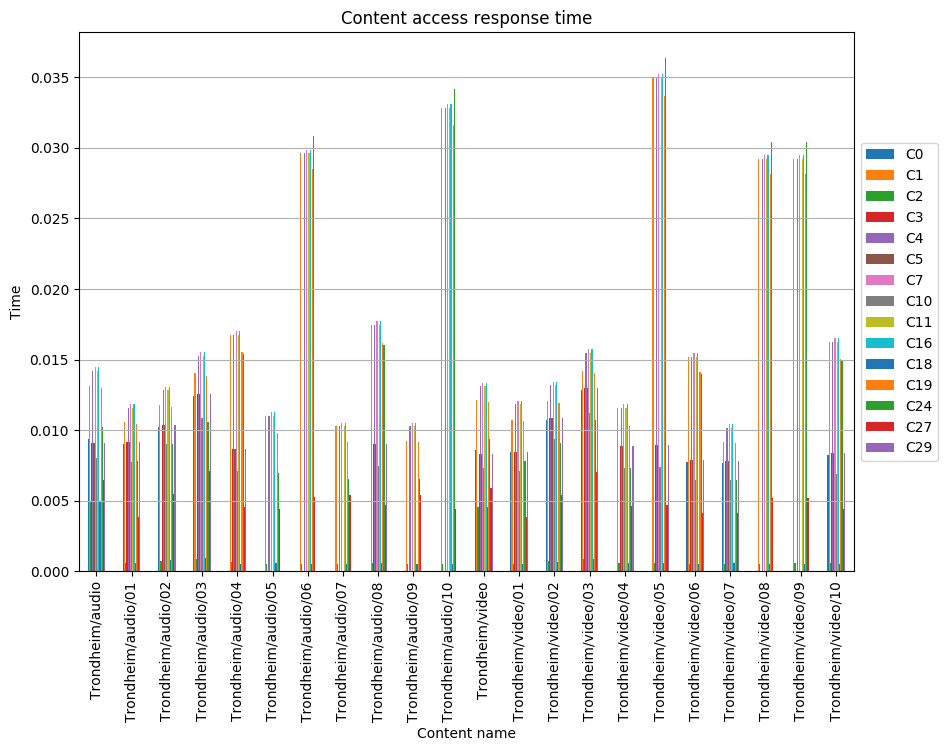 Content access response time
Time
0.035
0.030
0.025
0.020
0.015
0.010
0.005
0.000
C0
C1
C2
C3
C4
C5
C7
C10
C11
C16
C18
C19
C24
C27
C29
Trondheim/audio
Trondheim/audio/01
Trondheim/audio/02
Trondheim/audio/03
Trondheim/audio/04
Trondheim/audio/05
Trondheim/audio/06
Trondheim/audio/07
Trondheim/audio/08
Trondheim/audio/09
Trondheim/audio/10
Trondheim/video
Trondheim/video/01
Trondheim/video/02
Trondheim/video/03
Trondheim/video/04
Trondheim/video/05
Trondheim/video/06
Trondheim/video/07
Trondheim/video/08
Trondheim/video/09
Trondheim/video/10
Content name